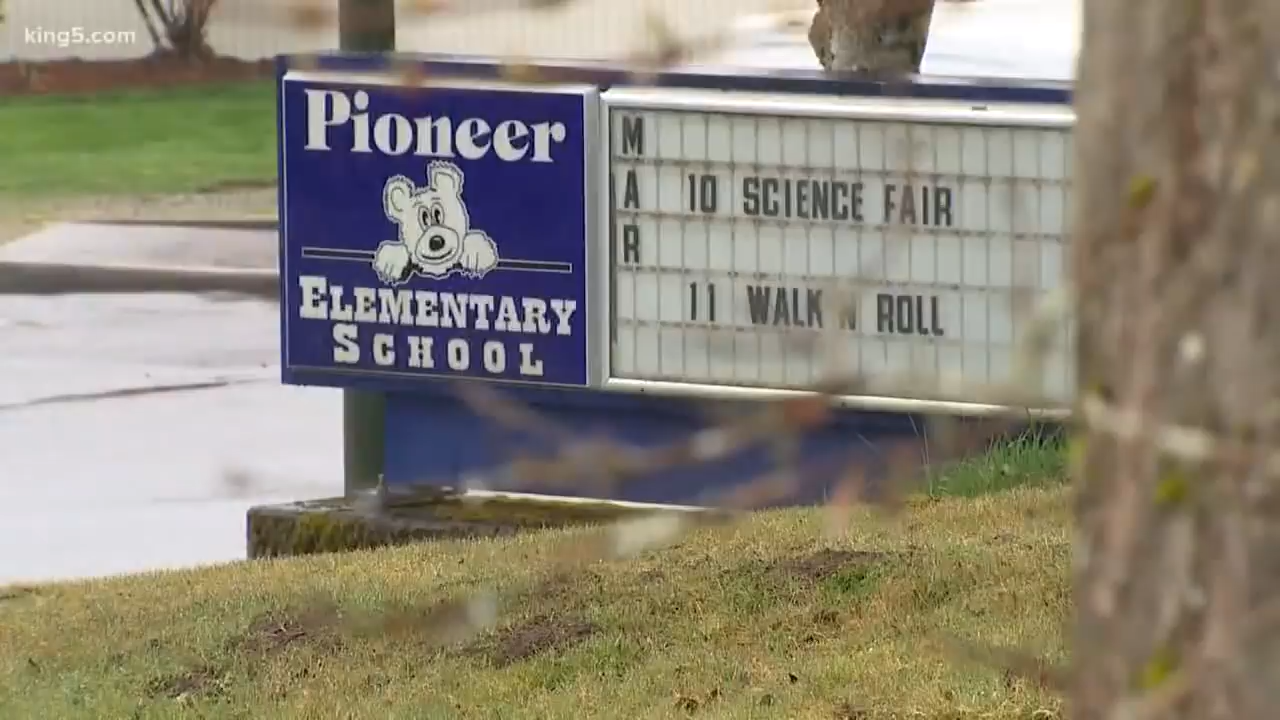 king5.com
Pioneer
ELEMENTARY
SCHOOL
MAR
10 SCIENCE FAIR
11 WALK N ROLL